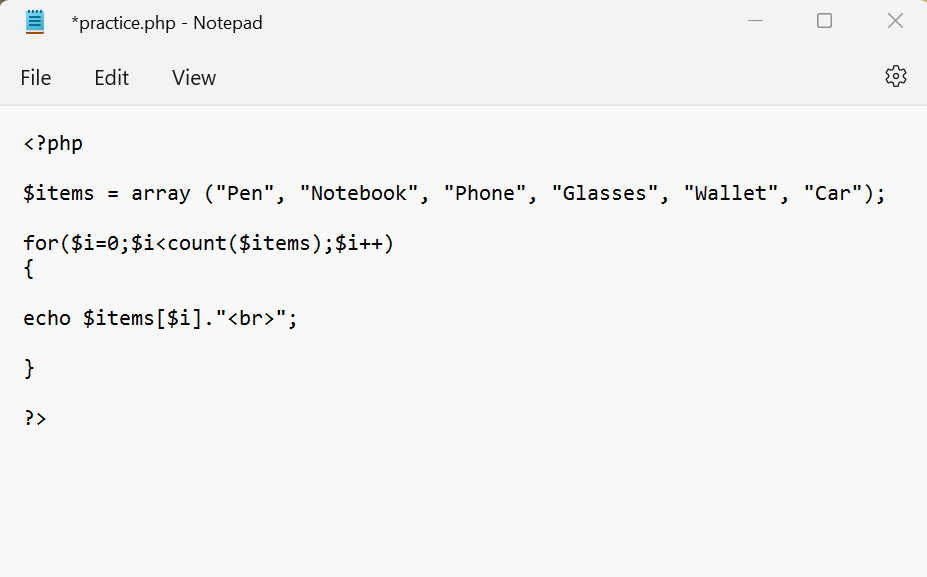 *practice.php - Notepad
File Edit View
<?php
$items = array ("Pen", "Notebook", "Phone", "Glasses", "Wallet", "Car");
for($i=0;$i<count($items);$i++)
{
echo $items[$i]."<br>";
}
?>